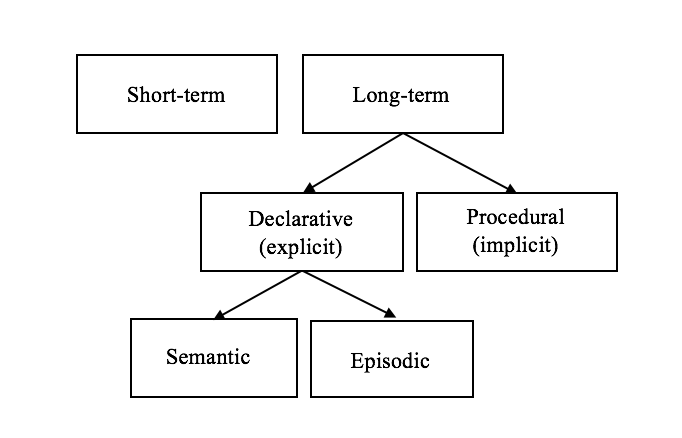 Short-term
Long-term
Declarative
(explicit)
Procedural
(implicit)
Semantic
Episodic